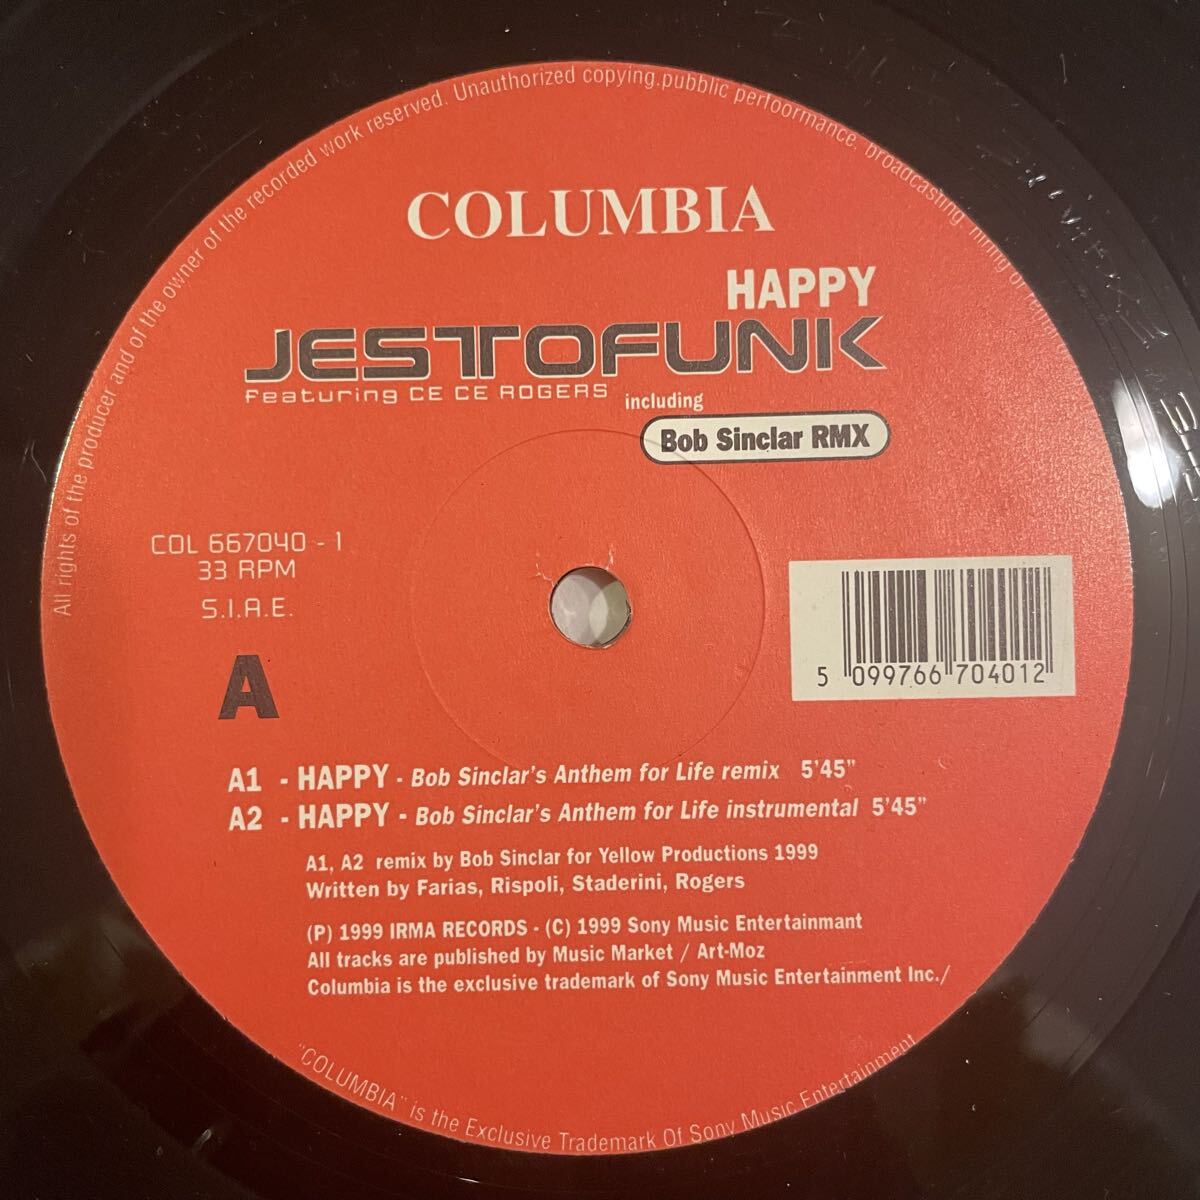 All rights of the producer and of the owner of the recorded work reserved. Unauthorized copying.pubblic perfoormance, broadcasting
COLUMBIA
HAPPY
JESTOFUNK
Featuring CE CE ROGERS
including
Bob Sinclar RMX
COL 667040 - 1
33 RPM
S.I.A.E.
A
5 099766 704012
A1 - HAPPY - Bob Sinclar's Anthem for Life remix 5'45"
A2 - HAPPY - Bob Sinclar's Anthem for Life instrumental 5'45"
A1, A2 remix by Bob Sinclar for Yellow Productions 1999
Written by Farias, Rispoli, Staderini, Rogers
(P) 1999 IRMA RECORDS - (C) 1999 Sony Music Entertainmant
All tracks are published by Music Market / Art-Moz
Columbia is the exclusive trademark of Sony Music Entertainment Inc./
"COLUMBIA" is the Exclusive Trademark Of Sony Music Entertainment